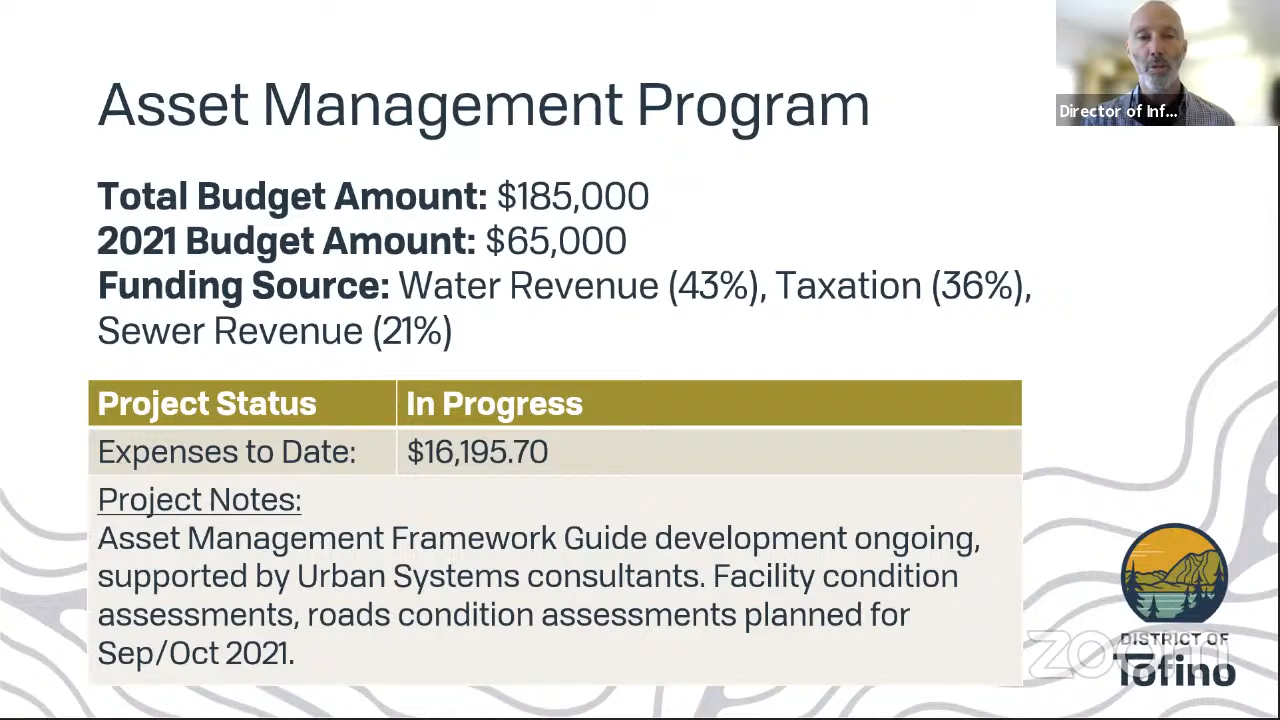 Asset Management Program
Director of Inf...
Total Budget Amount: $185,000
2021 Budget Amount: $65,000
Funding Source: Water Revenue (43%), Taxation (36%),
Sewer Revenue (21%)
Project Status In Progress
Expenses to Date: $16,195.70
Project Notes:
Asset Management Framework Guide development ongoing,
supported by Urban Systems consultants. Facility condition
assessments, roads condition assessments planned for
Sep/Oct 2021.
DISTRICT OF
Tofino
zoom